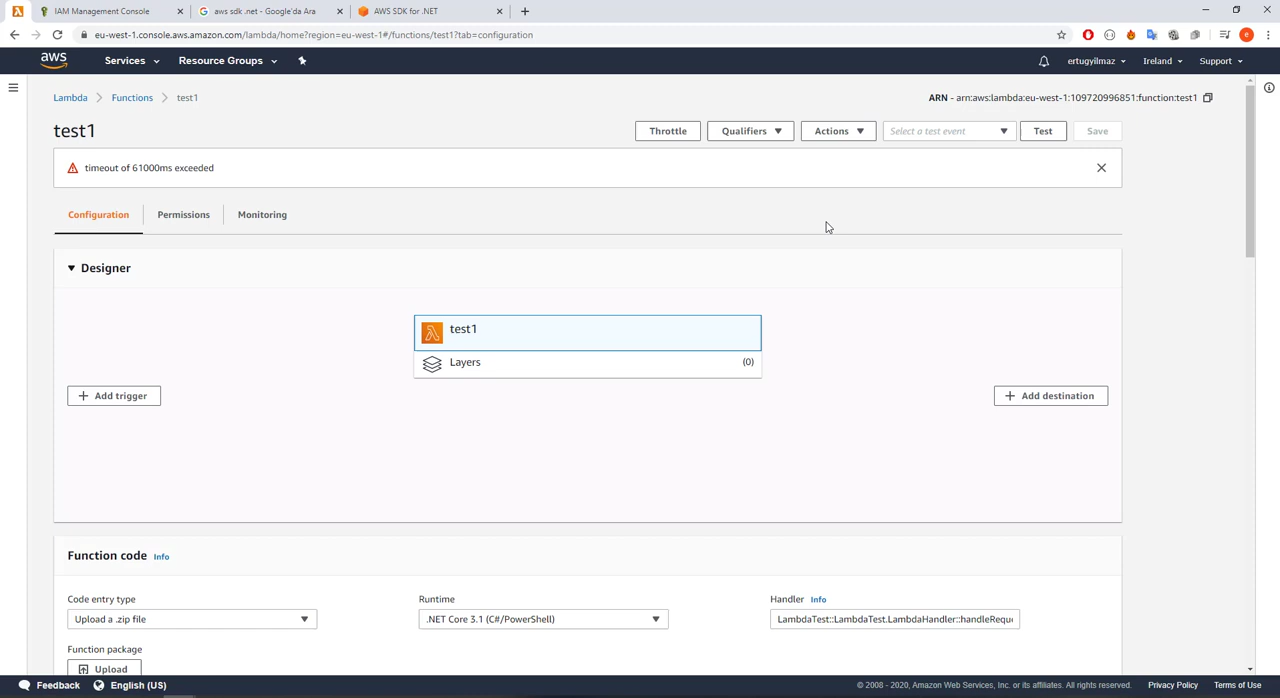 IAM Management Console
aws sdk .net - Google'da Ara
AWS SDK for .NET
eu-west-1.console.aws.amazon.com/lambda/home?region=eu-west-1#/functions/test1?tab=configuration
e
aws
Services
Resource Groups
ertugyilmaz
Ireland
Support
Lambda
Functions
test1
ARN - arn:aws:lambda:eu-west-1:109720996851:function:test1
test1
Throttle
Qualifiers
Actions
Select a test event
Test
Save
timeout of 61000ms exceeded
Configuration
Permissions
Monitoring
Designer
test1
Layers
(0)
Add trigger
Add destination
Function code Info
Code entry type
Runtime
Handler Info
Upload a .zip file
.NET Core 3.1 (C#/PowerShell)
LambdaTest::LambdaTest.LambdaHandler::handleReque
Function package
Upload
Feedback
English (US)
© 2008 - 2020, Amazon Web Services, Inc. or its affiliates. All rights reserved.
Privacy Policy
Terms of Use